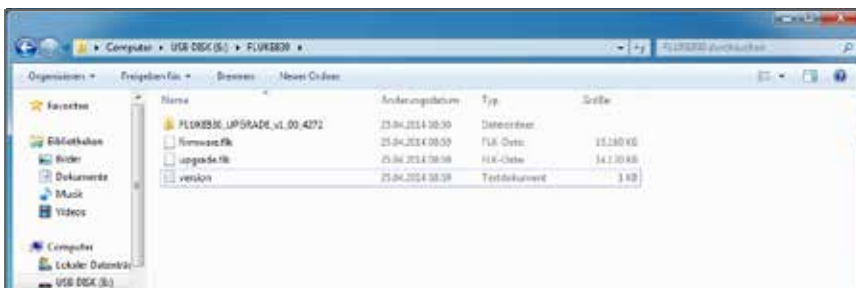 Computer ▸ USB DISK (E:) ▸ FLUKE830 ▸
FLUKE830 durchsuchen
Organisieren Freigeben für Brennen Neuer Ordner
Name Änderungsdatum Typ Größe
Favoriten
FLUKE830_UPGRADE_v1_00_4272 25.04.2014 08:59 Dateiordner
Bibliotheken firmware.flk 25.04.2014 08:59 FLK-Datei
Bilder upgrade.flk 25.04.2014 08:59 FLK-Datei
Dokumente version 25.04.2014 08:59 Textdokument 1 KB
Musik
Videos
Computer
Lokaler Datenträ
USB DISK (E:)